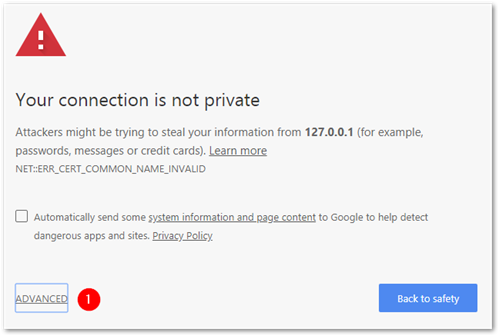 Your connection is not private
Attackers might be trying to steal your information from 127.0.0.1 (for example,
passwords, messages or credit cards). Learn more
NET::ERR_CERT_COMMON_NAME_INVALID
Automatically send some system information and page content to Google to help detect
dangerous apps and sites. Privacy Policy
ADVANCED 1 Back to safety